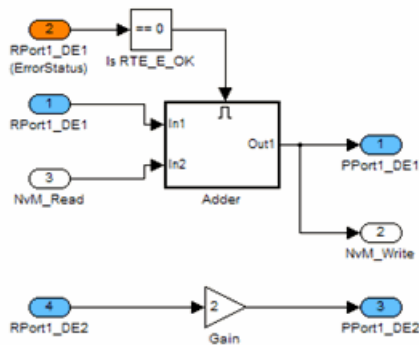 2
RPort1_DE1
(ErrorStatus)
== 0
Is RTE_E_OK
1
RPort1_DE1
3
NvM_Read
In1
In2
Out1
Adder
1
PPort1_DE1
2
NvM_Write
4
RPort1_DE2
2
Gain
3
PPort1_DE2